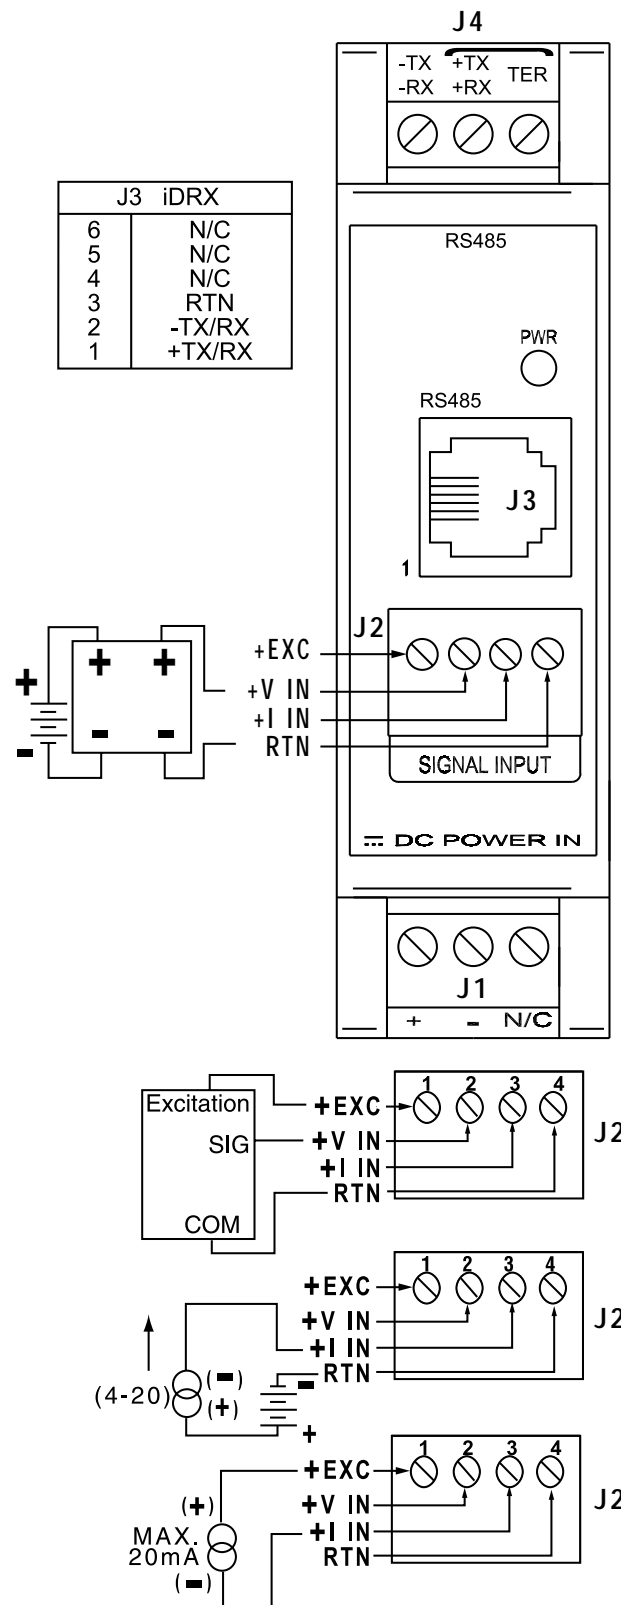 J4
-TX +TX TER
-RX +RX
J3 iDRX
6 N/C
5 N/C
4 N/C
3 RTN
2 -TX/RX
1 +TX/RX
RS485
PWR
RS485
J3
1
J2
+EXC
+ + + +V IN
+I IN
- - - RTN
SIGNAL INPUT
DC POWER IN
J1
+ - N/C
1 2 3 4
Excitation +EXC
SIG +V IN J2
+I IN
RTN
COM
1 2 3 4
+EXC
+V IN J2
+I IN
(-) - RTN
(4-20) (+)
+
1 2 3 4
+EXC
(+) +V IN J2
MAX. +I IN
20mA RTN
(-)